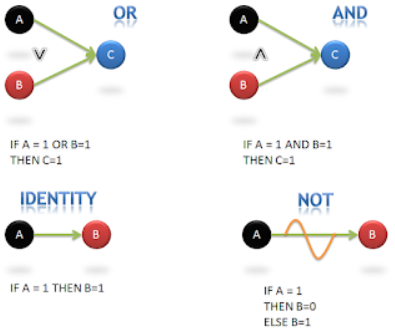 OR
A
V
C
B
IF A = 1 OR B=1
THEN C=1
AND
A
Λ
C
B
IF A = 1 AND B=1
THEN C=1
IDENTITY
A
B
IF A = 1 THEN B=1
NOT
A
B
IF A = 1
THEN B=0
ELSE B=1